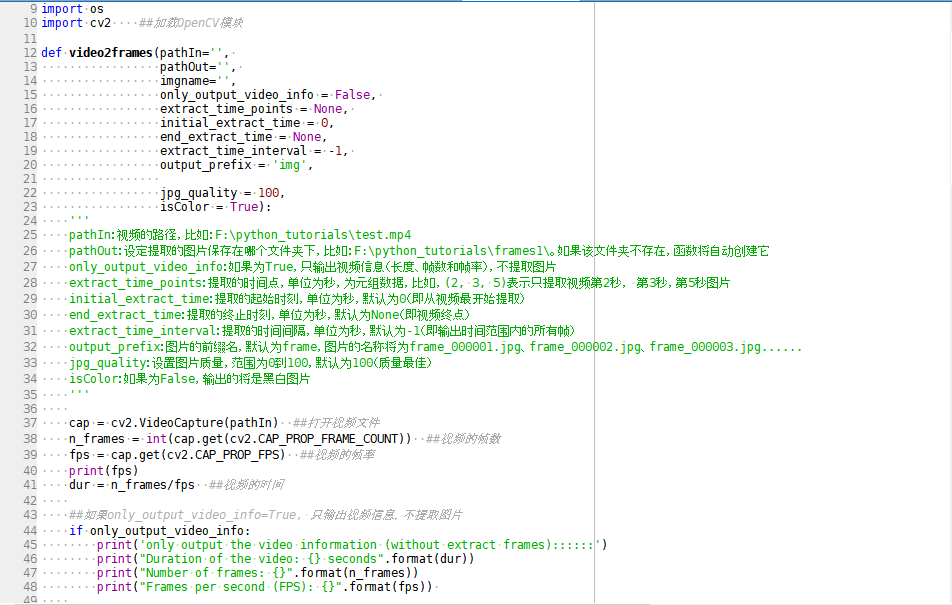 9 import os
10 import cv2    ##加载OpenCV模块
11
12 def video2frames(pathIn='',
13                  pathOut='',
14                  imgname='',
15                  only_output_video_info = False,
16                  extract_time_points = None,
17                  initial_extract_time = 0,
18                  end_extract_time = None,
19                  extract_time_interval = -1,
20                  output_prefix = 'img',
21
22                  jpg_quality = 100,
23                  isColor = True):
24     '''
25     pathIn:视频的路径,比如:F:\python_tutorials\test.mp4
26     pathOut:设定提取的图片保存在哪个文件夹下,比如:F:\python_tutorials\frames1\。如果该文件夹不存在,函数将自动创建它
27     only_output_video_info:如果为True,只输出视频信息(长度、帧数和帧率),不提取图片
28     extract_time_points:提取的时间点,单位为秒,为元组数据,比如,(2, 3, 5)表示只提取视频第2秒, 第3秒,第5秒图片
29     initial_extract_time:提取的起始时刻,单位为秒,默认为0(即从视频最开始提取)
30     end_extract_time:提取的终止时刻,单位为秒,默认为None(即视频终点)
31     extract_time_interval:提取的时间间隔,单位为秒,默认为-1(即输出时间范围内的所有帧)
32     output_prefix:图片的前缀名,默认为frame,图片的名称将为frame_000001.jpg、frame_000002.jpg、frame_000003.jpg......
33     jpg_quality:设置图片质量,范围为0到100,默认为100(质量最佳)
34     isColor:如果为False,输出的将是黑白图片
35     '''
36
37     cap = cv2.VideoCapture(pathIn)  ##打开视频文件
38     n_frames = int(cap.get(cv2.CAP_PROP_FRAME_COUNT))  ##视频的帧数
39     fps = cap.get(cv2.CAP_PROP_FPS)  ##视频的帧率
40     print(fps)
41     dur = n_frames/fps  ##视频的时间
42
43     ##如果only_output_video_info=True, 只输出视频信息,不提取图片
44     if only_output_video_info:
45         print('only output the video information (without extract frames)::::::')
46         print("Duration of the video: {} seconds".format(dur))
47         print("Number of frames: {}".format(n_frames))
48         print("Frames per second (FPS): {}".format(fps))
49